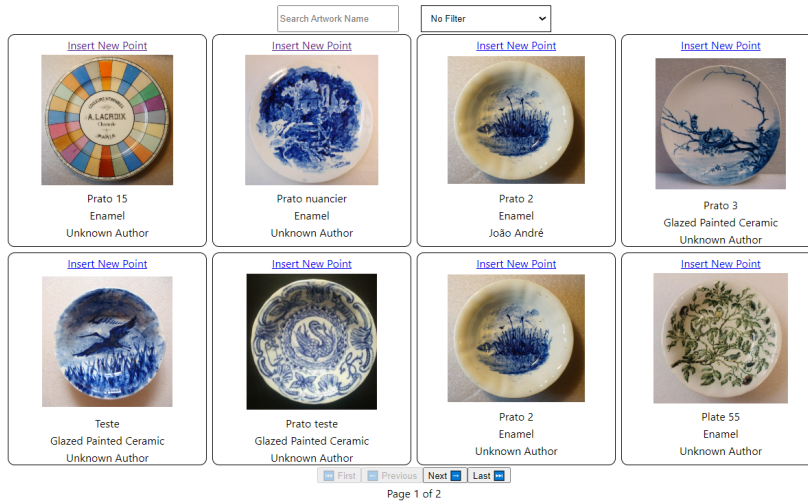 Search Artwork Name
No Filter
Insert New Point
Insert New Point
Insert New Point
Insert New Point
A.LACROIX
PARIS
Prato 15
Enamel
Unknown Author
Prato nuancier
Enamel
Unknown Author
Prato 2
Enamel
João André
Prato 3
Glazed Painted Ceramic
Unknown Author
Insert New Point
Insert New Point
Insert New Point
Insert New Point
Teste
Glazed Painted Ceramic
Unknown Author
Prato teste
Glazed Painted Ceramic
Unknown Author
Prato 2
Enamel
Unknown Author
Plate 55
Enamel
Unknown Author
First Previous Next Last
Page 1 of 2